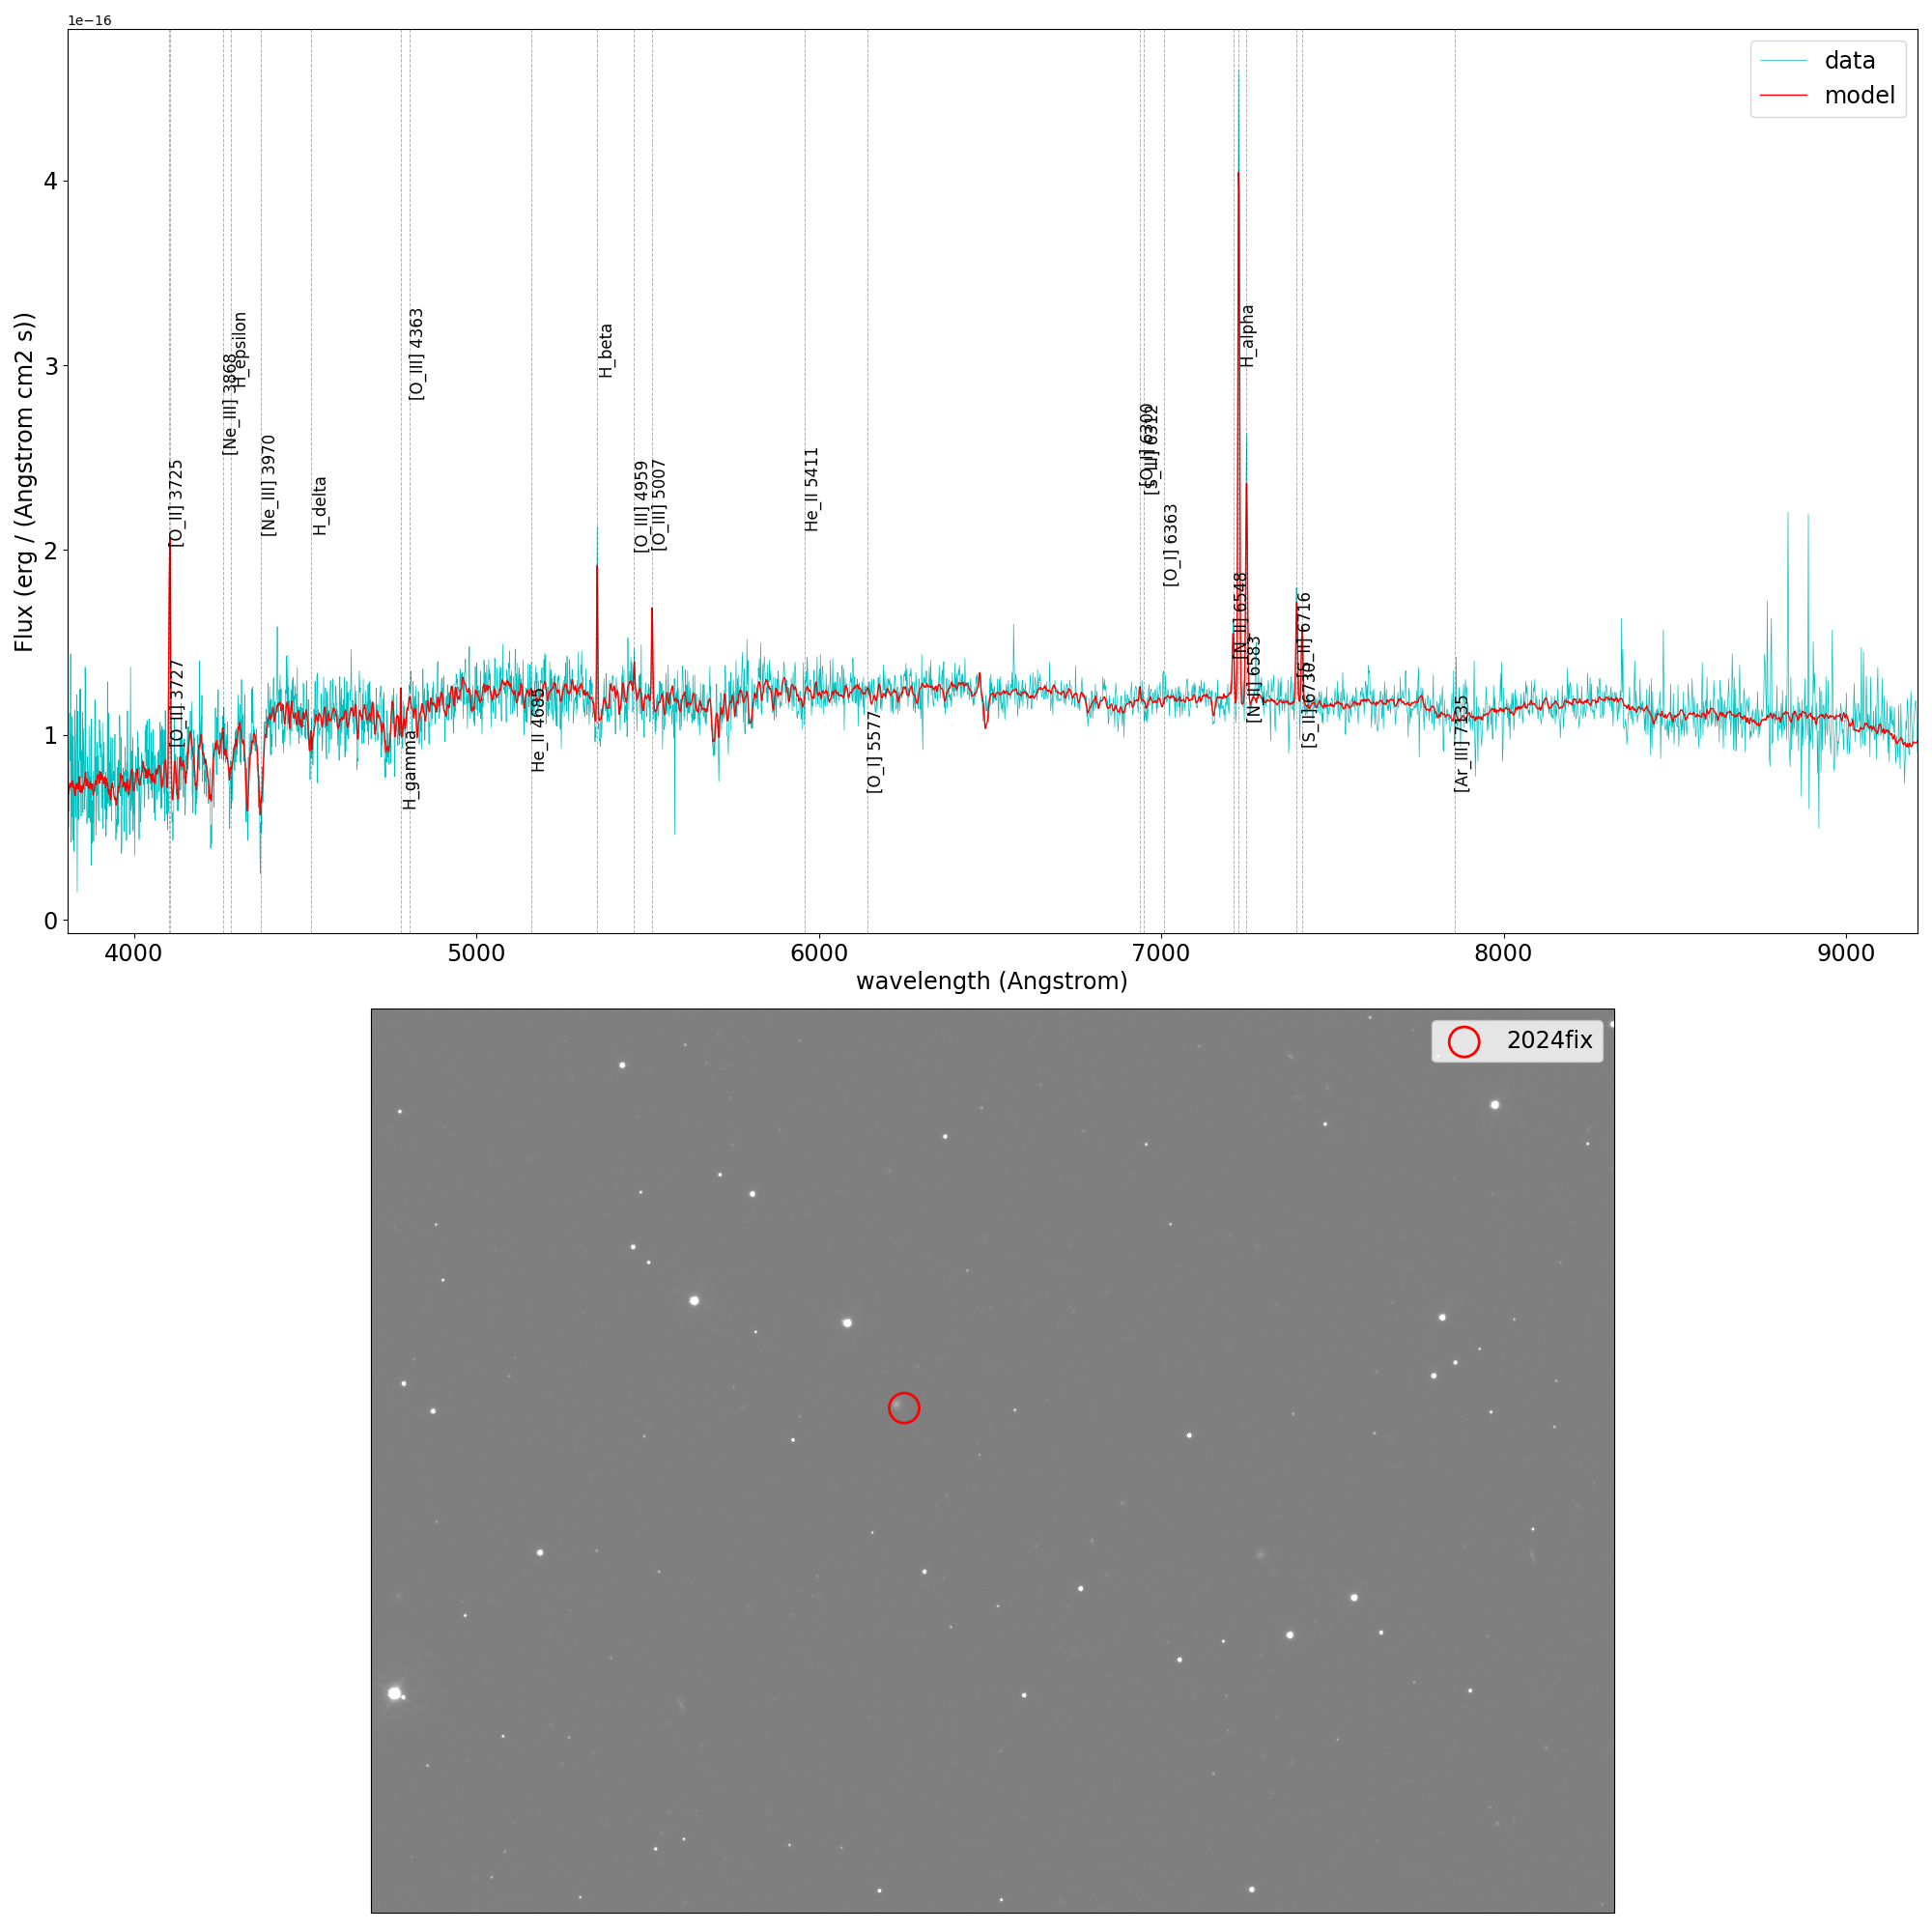 1e−16
data
model
Flux (erg / (Angstrom cm2 s))
4
3
2
1
0
[O_II] 3725
[O_II] 3727
[Ne_III] 3868
H_epsilon
[Ne_III] 3970
H_delta
H_gamma
[O_III] 4363
He_II 4685
H_beta
[O_III] 4959
[O_III] 5007
He_II 5411
[O_I] 5577
[O_I] 6300
[S_III] 6312
[O_I] 6363
[N_II] 6548
H_alpha
[N_II] 6583
[S_II] 6716
[S_II] 6730
[Ar_III] 7135
4000 5000 6000 7000 8000 9000
wavelength (Angstrom)
2024fix